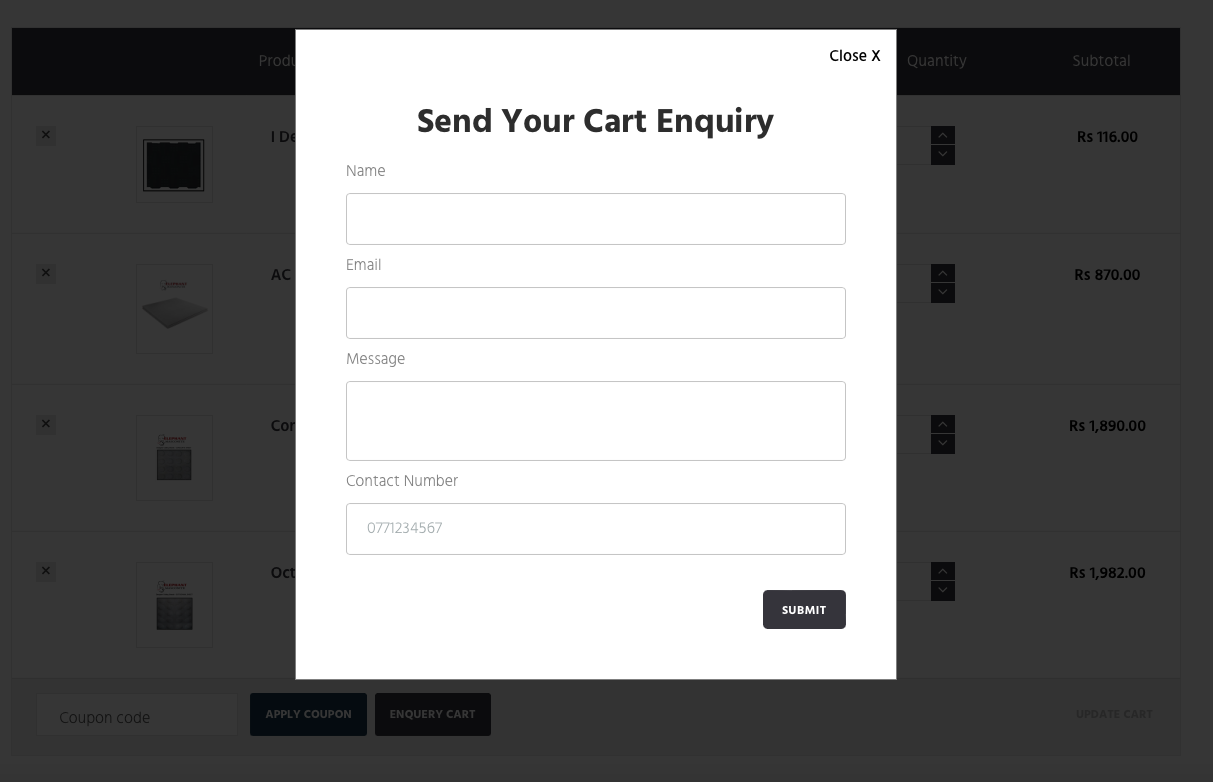 Close X
Produ
Quantity
Subtotal
Send Your Cart Enquiry
Name
Email
Message
Contact Number
0771234567
SUBMIT
✕
I De
Rs 116.00
✕
AC
Rs 870.00
✕
Cor
Rs 1,890.00
✕
Oct
Rs 1,982.00
Coupon code
APPLY COUPON
ENQUERY CART
UPDATE CART